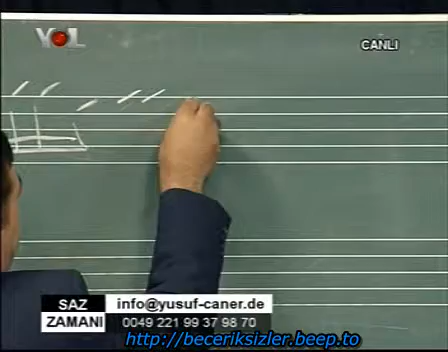 YOL
CANLI
SAZ
ZAMANI
info@yusuf-caner.de
0049 221 99 37 98 70
http://beceriksizler.beep.to